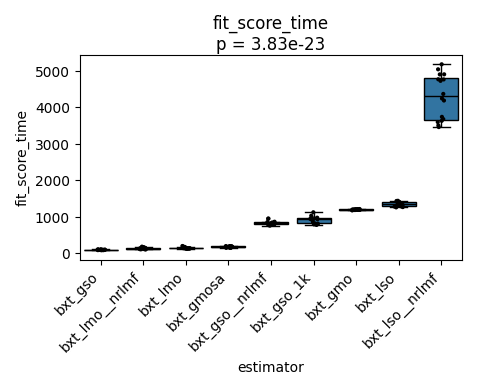 fit_score_time
p = 3.83e-23
fit_score_time
5000
4000
3000
2000
1000
0
bxt_gso
bxt_lmo__nrlmf
bxt_lmo
bxt_gmosa
bxt_gso__nrlmf
bxt_gso_1k
bxt_gmo
bxt_lso
bxt_lso__nrlmf
estimator